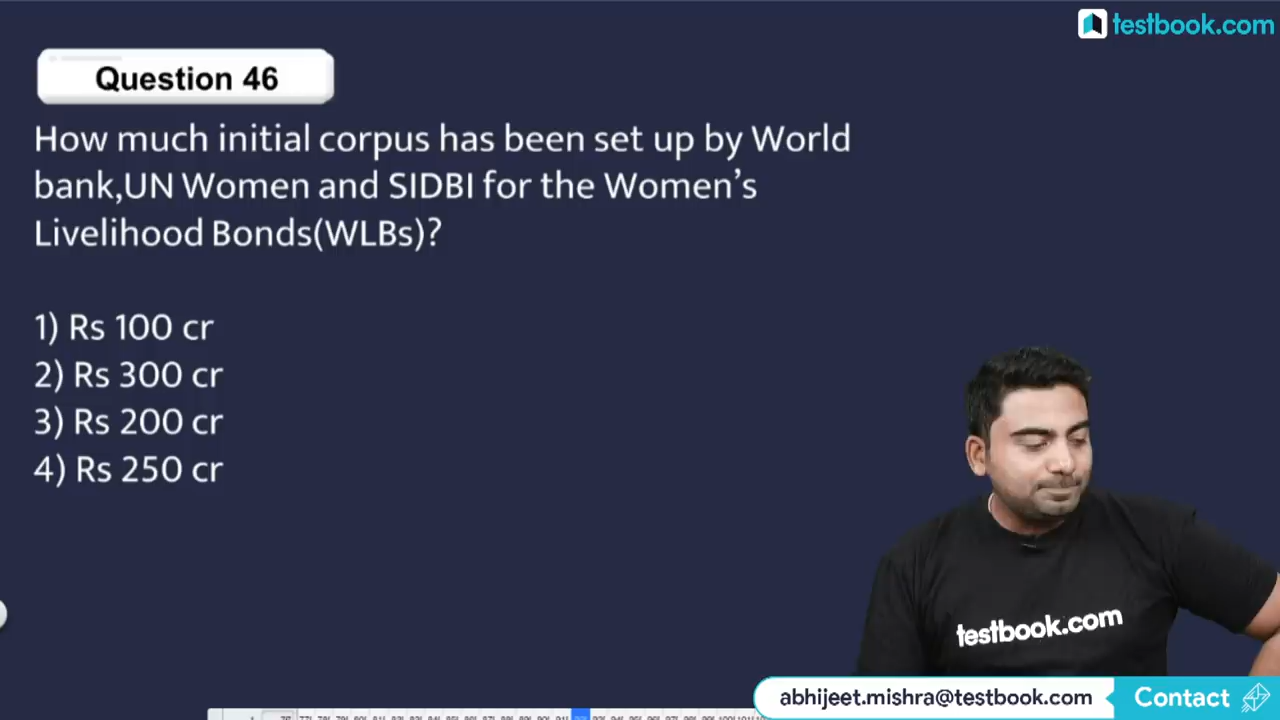 testbook.com
Question 46
How much initial corpus has been set up by World
bank,UN Women and SIDBI for the Women's
Livelihood Bonds(WLBs)?
1) Rs 100 cr
2) Rs 300 cr
3) Rs 200 cr
4) Rs 250 cr
testbook.com
abhijeet.mishra@testbook.com
Contact